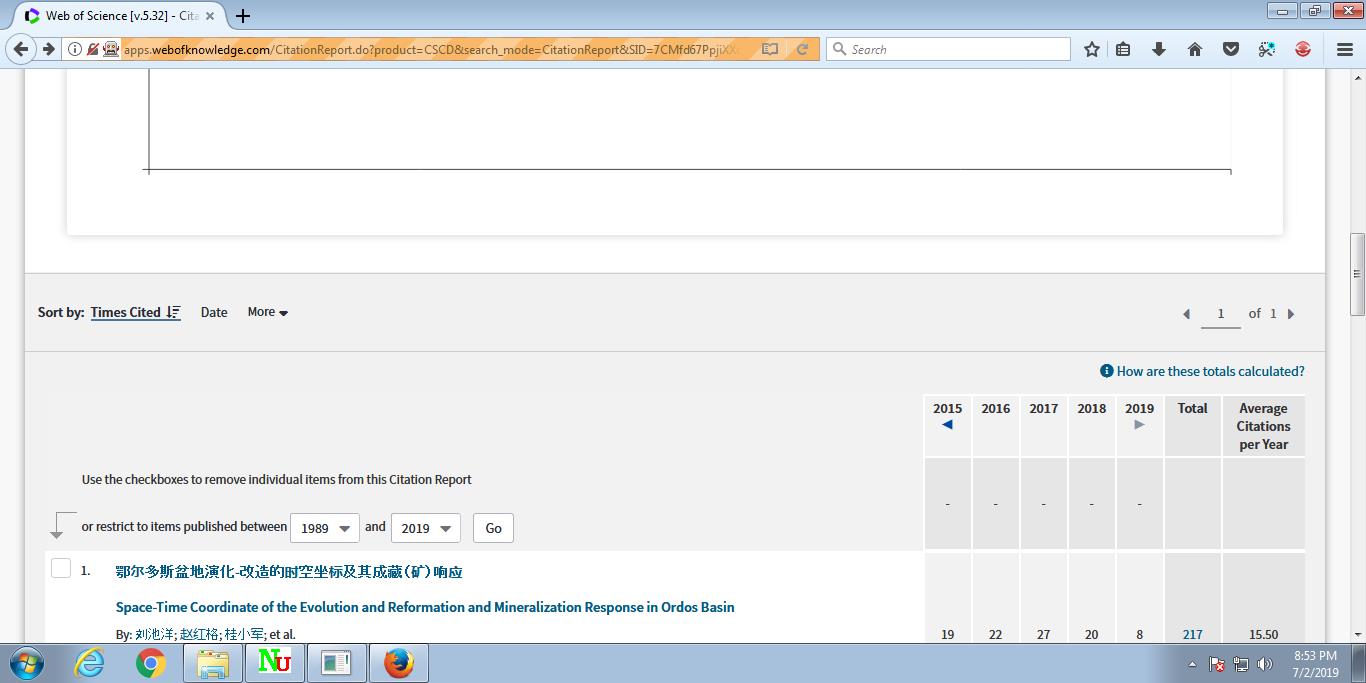 Web of Science [v.5.32] - Cita
apps.webofknowledge.com/CitationReport.do?product=CSCD&search_mode=CitationReport&SID=7CMfd67PpjiXX
Search
Sort by: Times Cited Date More
1 of 1
How are these totals calculated?
2015 2016 2017 2018 2019 Total Average Citations per Year
Use the checkboxes to remove individual items from this Citation Report
- - - - -
or restrict to items published between 1989 and 2019 Go
1. 鄂尔多斯盆地演化-改造的时空坐标及其成藏(矿)响应
Space-Time Coordinate of the Evolution and Reformation and Mineralization Response in Ordos Basin
By: 刘池洋; 赵红格; 桂小军; et al.
19 22 27 20 8 217 15.50
NU
8:53 PM
7/2/2019